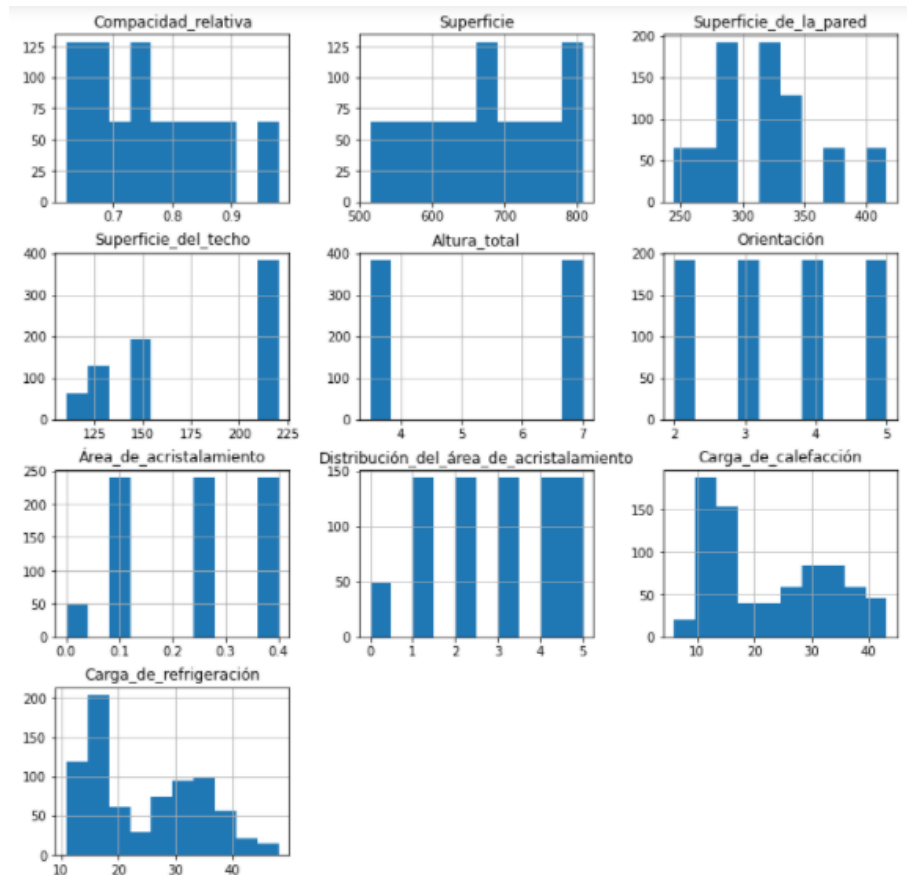 Compacidad_relativa
125
100
75
50
25
0
0.7 0.8 0.9
Superficie
125
100
75
50
25
0
500 600 700 800
Superficie_de_la_pared
200
150
100
50
0
250 300 350 400
Superficie_del_techo
400
300
200
100
0
125 150 175 200 225
Altura_total
400
300
200
100
0
4 5 6 7
Orientación
200
150
100
50
0
2 3 4 5
Área_de_acristalamiento
250
200
150
100
50
0
0.0 0.1 0.2 0.3 0.4
Distribución_del_área_de_acristalamiento
150
100
50
0
0 1 2 3 4 5
Carga_de_calefacción
150
100
50
0
10 20 30 40
Carga_de_refrigeración
200
150
100
50
0
10 20 30 40